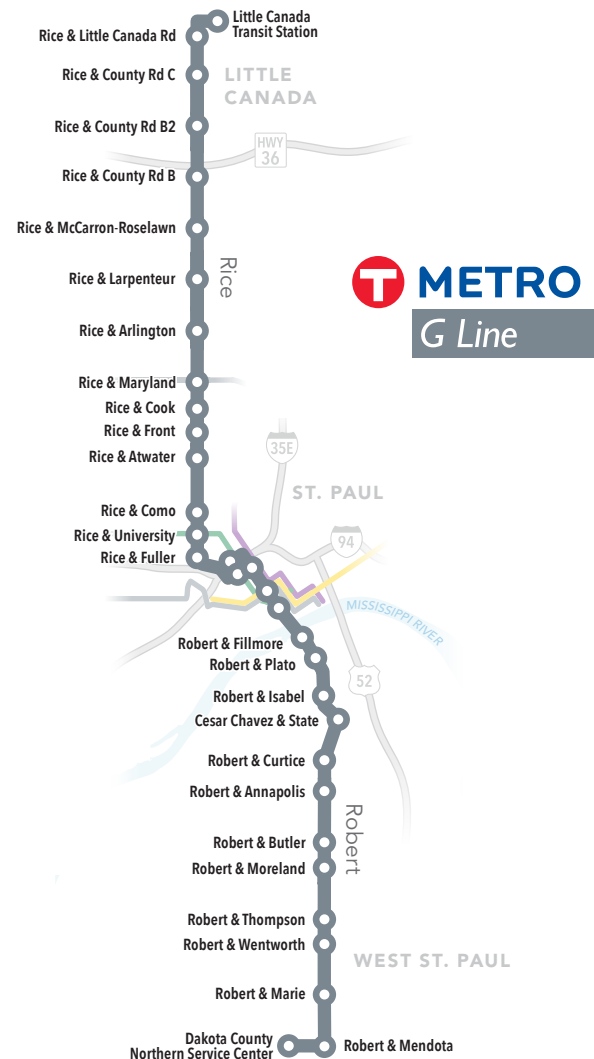 Little Canada
Transit Station
Rice & Little Canada Rd
Rice & County Rd C
LITTLE
CANADA
Rice & County Rd B2
HWY
36
Rice & County Rd B
Rice & McCarron-Roselawn
Rice
Rice & Larpenteur
T METRO
G Line
Rice & Arlington
Rice & Maryland
Rice & Cook
Rice & Front
35E
Rice & Atwater
ST. PAUL
Rice & Como
Rice & University
94
Rice & Fuller
MISSISSIPPI RIVER
Robert & Fillmore
Robert & Plato
52
Robert & Isabel
Cesar Chavez & State
Robert & Curtice
Robert & Annapolis
Robert
Robert & Butler
Robert & Moreland
Robert & Thompson
Robert & Wentworth
WEST ST. PAUL
Robert & Marie
Dakota County
Northern Service Center
Robert & Mendota